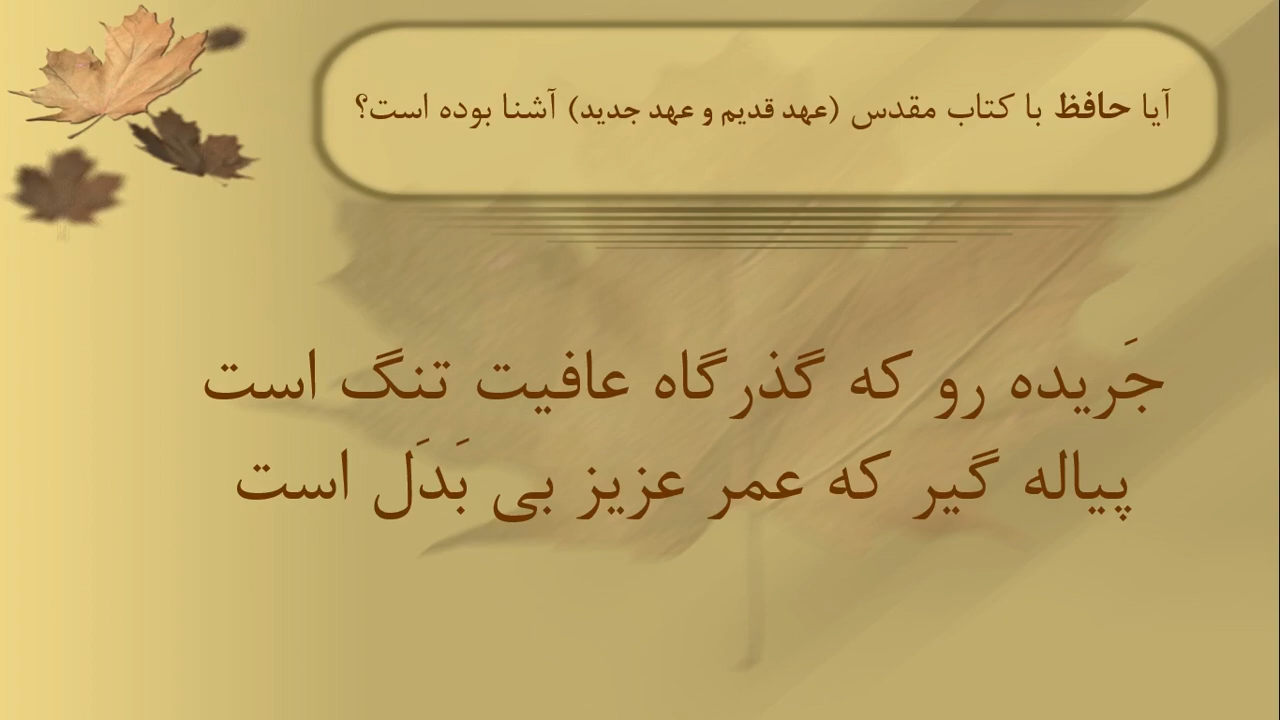 آیا حافظ با کتاب مقدس (عهد قدیم و عهد جدید) آشنا بوده است؟
جَریده رو که گذرگاه عافیت تنگ است
پیاله گیر که عمر عزیز بی بَدَل است